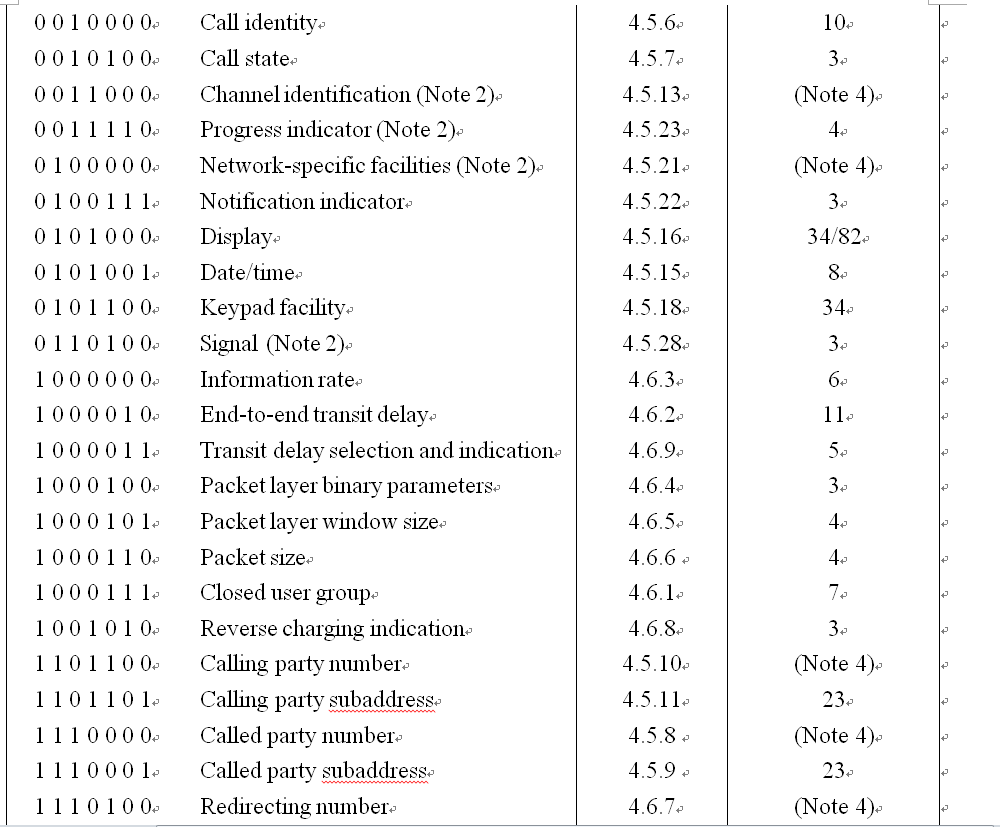 0 0 1 0 0 0 0 Call identity 4.5.6 10
0 0 1 0 1 0 0 Call state 4.5.7 3
0 0 1 1 0 0 0 Channel identification (Note 2) 4.5.13 (Note 4)
0 0 1 1 1 1 0 Progress indicator (Note 2) 4.5.23 4
0 1 0 0 0 0 0 Network-specific facilities (Note 2) 4.5.21 (Note 4)
0 1 0 0 1 1 1 Notification indicator 4.5.22 3
0 1 0 1 0 0 0 Display 4.5.16 34/82
0 1 0 1 0 0 1 Date/time 4.5.15 8
0 1 0 1 1 0 0 Keypad facility 4.5.18 34
0 1 1 0 1 0 0 Signal (Note 2) 4.5.28 3
1 0 0 0 0 0 0 Information rate 4.6.3 6
1 0 0 0 0 1 0 End-to-end transit delay 4.6.2 11
1 0 0 0 0 1 1 Transit delay selection and indication 4.6.9 5
1 0 0 0 1 0 0 Packet layer binary parameters 4.6.4 3
1 0 0 0 1 0 1 Packet layer window size 4.6.5 4
1 0 0 0 1 1 0 Packet size 4.6.6 4
1 0 0 0 1 1 1 Closed user group 4.6.1 7
1 0 0 1 0 1 0 Reverse charging indication 4.6.8 3
1 1 0 1 1 0 0 Calling party number 4.5.10 (Note 4)
1 1 0 1 1 0 1 Calling party subaddress 4.5.11 23
1 1 1 0 0 0 0 Called party number 4.5.8 (Note 4)
1 1 1 0 0 0 1 Called party subaddress 4.5.9 23
1 1 1 0 1 0 0 Redirecting number 4.6.7 (Note 4)